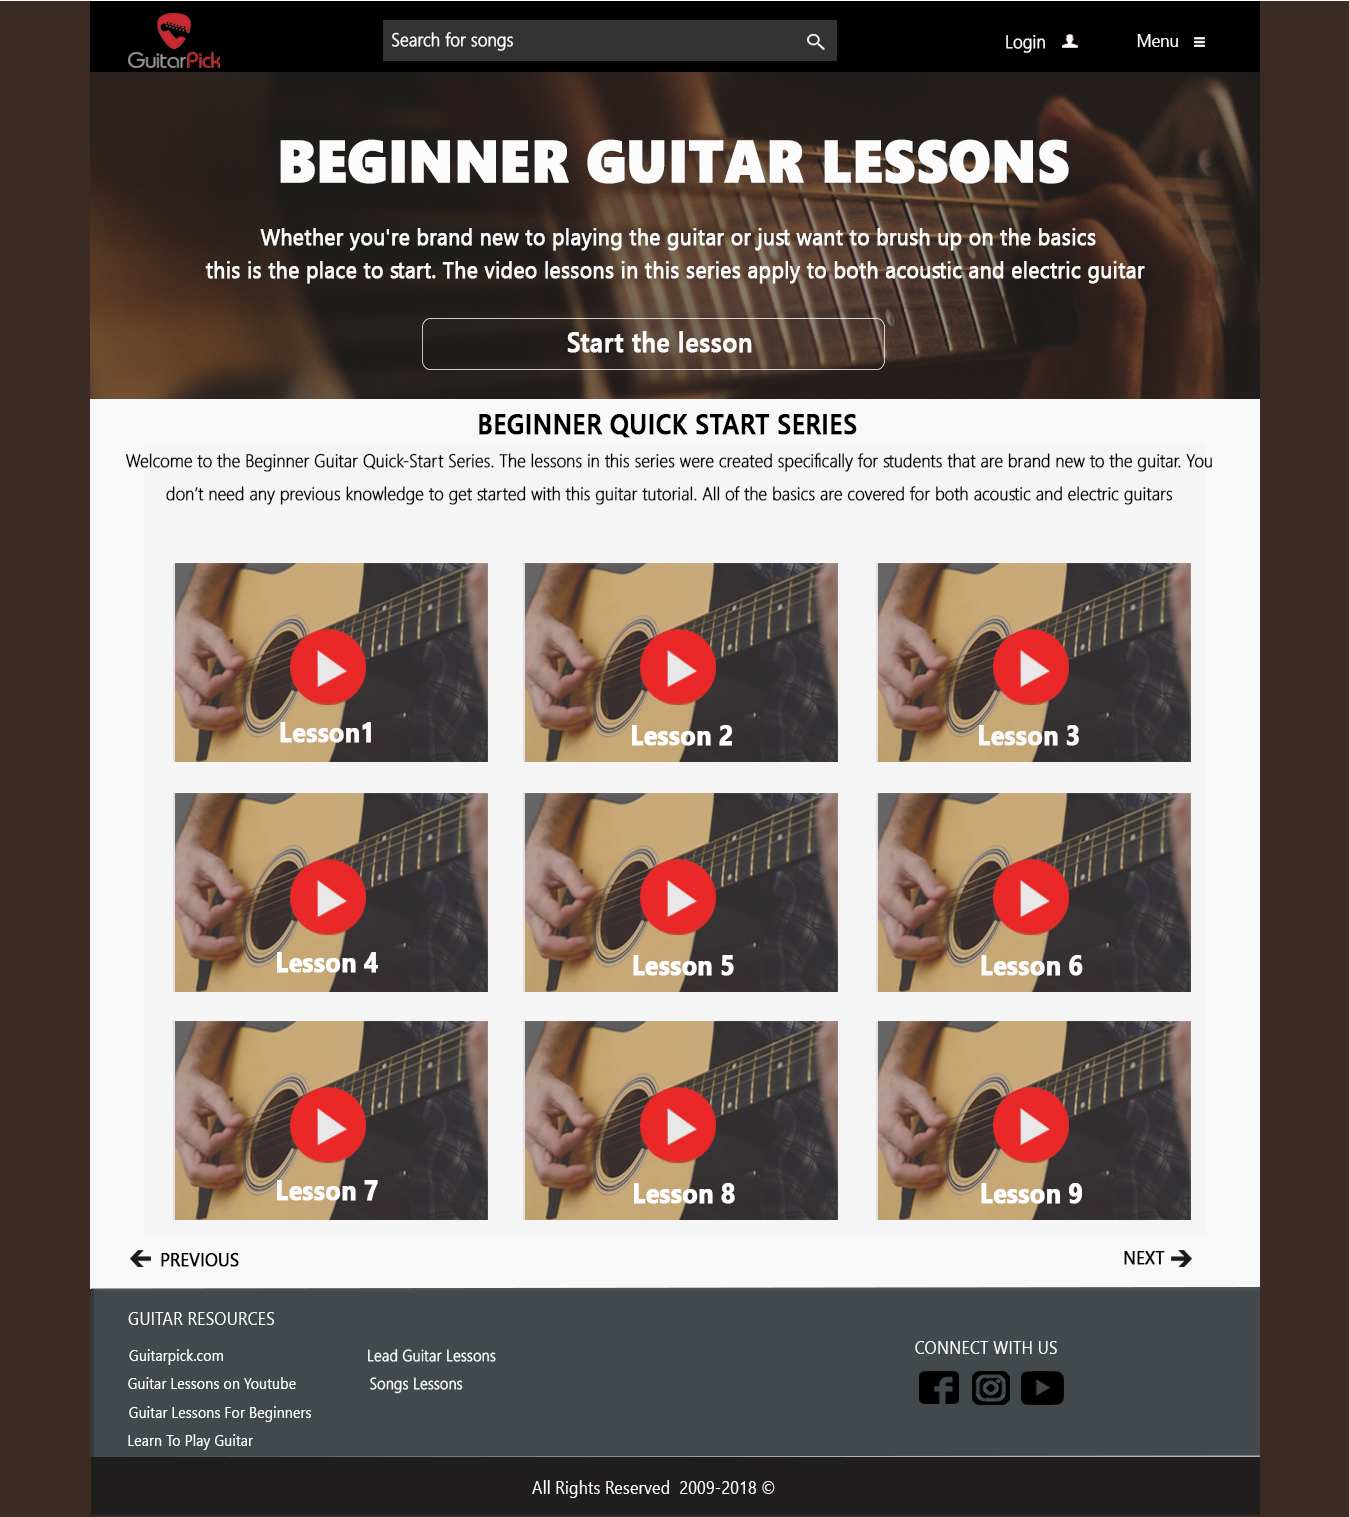 GuitarPick
Search for songs
Login
Menu
BEGINNER GUITAR LESSONS
Whether you're brand new to playing the guitar or just want to brush up on the basics
this is the place to start. The video lessons in this series apply to both acoustic and electric guitar
Start the lesson
BEGINNER QUICK START SERIES
Welcome to the Beginner Guitar Quick-Start Series. The lessons in this series were created specifically for students that are brand new to the guitar. You
don’t need any previous knowledge to get started with this guitar tutorial. All of the basics are covered for both acoustic and electric guitars
Lesson1
Lesson 2
Lesson 3
Lesson 4
Lesson 5
Lesson 6
Lesson 7
Lesson 8
Lesson 9
PREVIOUS
NEXT
GUITAR RESOURCES
Guitarpick.com
Guitar Lessons on Youtube
Guitar Lessons For Beginners
Learn To Play Guitar
Lead Guitar Lessons
Songs Lessons
CONNECT WITH US
All Rights Reserved 2009-2018 ©